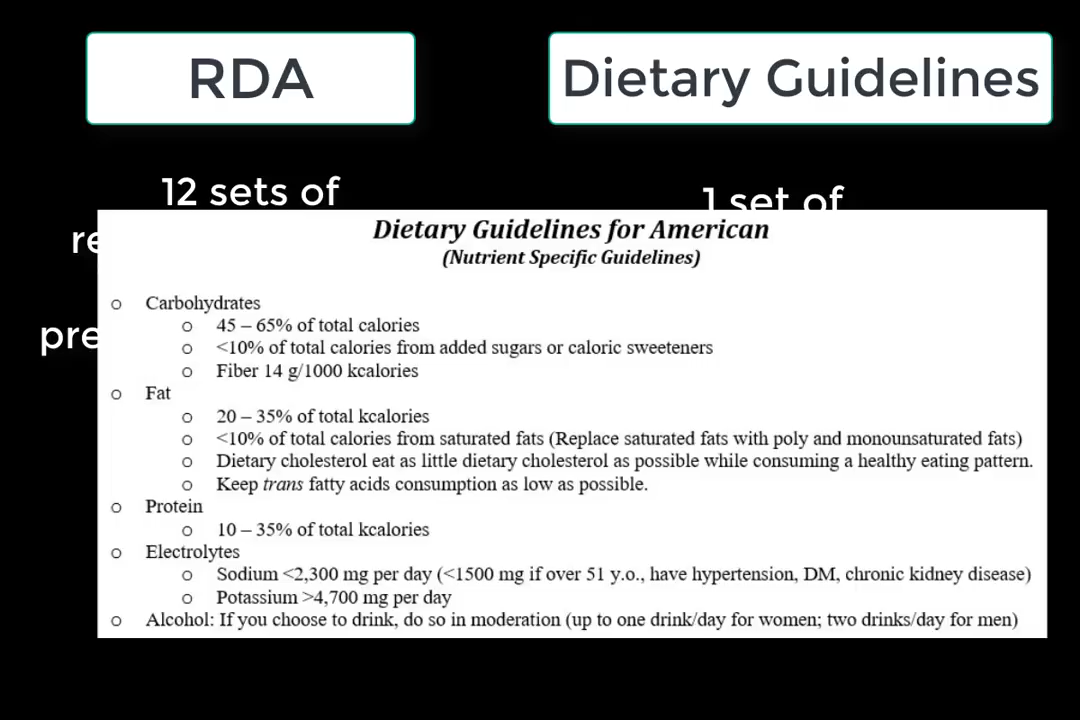 RDA
Dietary Guidelines
12 sets of
1 set of
Dietary Guidelines for American
(Nutrient Specific Guidelines)
o Carbohydrates
o 45 – 65% of total calories
o <10% of total calories from added sugars or caloric sweeteners
o Fiber 14 g/1000 kcalories
o Fat
o 20 – 35% of total kcalories
o <10% of total calories from saturated fats (Replace saturated fats with poly and monounsaturated fats)
o Dietary cholesterol eat as little dietary cholesterol as possible while consuming a healthy eating pattern.
o Keep trans fatty acids consumption as low as possible.
o Protein
o 10 – 35% of total kcalories
o Electrolytes
o Sodium <2,300 mg per day (<1500 mg if over 51 y.o., have hypertension, DM, chronic kidney disease)
o Potassium >4,700 mg per day
o Alcohol: If you choose to drink, do so in moderation (up to one drink/day for women; two drinks/day for men)